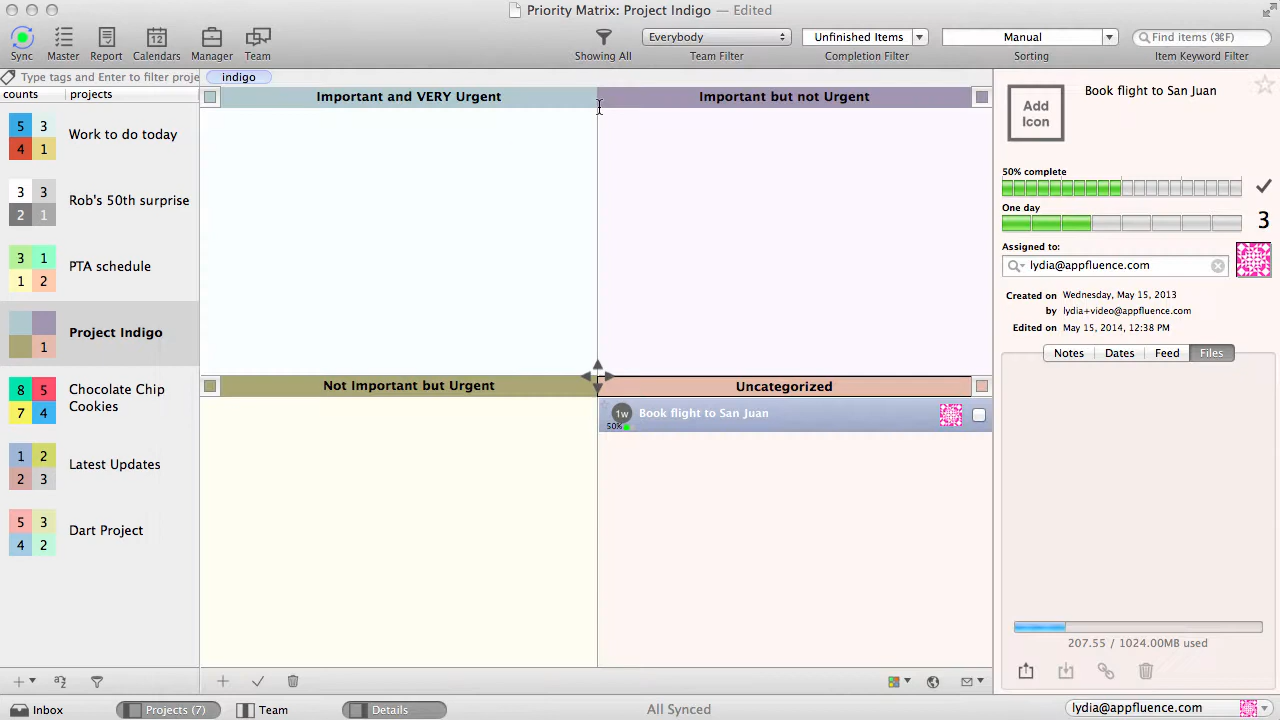 Priority Matrix: Project Indigo — Edited
Sync
Master
Report
12
Calendars
Manager
Team
Showing All
Everybody
Team Filter
Unfinished Items
Completion Filter
Manual
Sorting
Find items (⌘F)
Item Keyword Filter
Type tags and Enter to filter proje
indigo
counts
projects
5 3
4 1
Work to do today
3 3
2 1
Rob's 50th surprise
3 1
1 2
PTA schedule
1
Project Indigo
8 5
7 4
Chocolate Chip
Cookies
1 2
2 3
Latest Updates
5 3
4 2
Dart Project
Important and VERY Urgent
Important but not Urgent
Not Important but Urgent
Uncategorized
1w
50%
Book flight to San Juan
Add
Icon
Book flight to San Juan
50% complete
One day
3
Assigned to:
lydia@appfluence.com
Created on Wednesday, May 15, 2013
by lydia+video@appfluence.com
Edited on May 15, 2014, 12:38 PM
Notes
Dates
Feed
Files
207.55 / 1024.00MB used
Inbox
Projects (7)
Team
Details
All Synced
lydia@appfluence.com